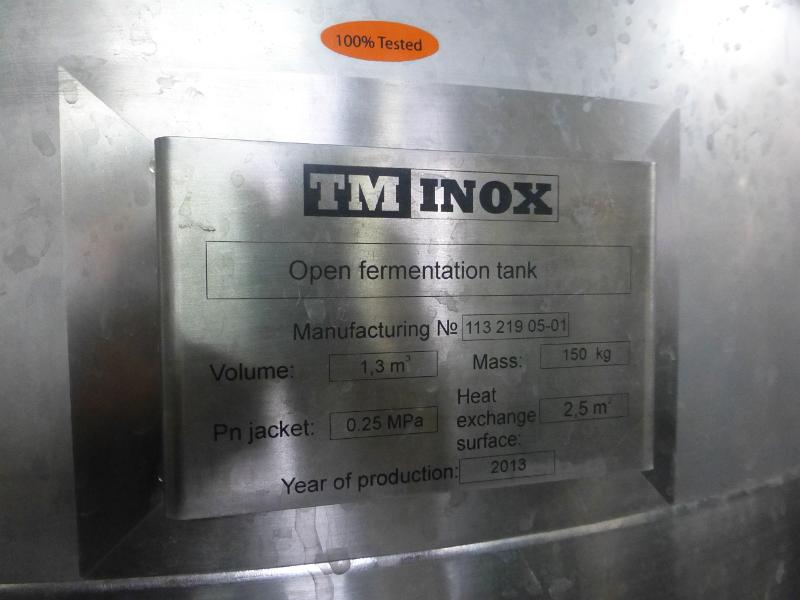 100% Tested
TM INOX
Open fermentation tank
Manufacturing № 113 219 05-01
Volume: 1,3 m³ Mass: 150 kg
Pn jacket: 0.25 MPa Heat exchange surface: 2,5 m²
Year of production: 2013